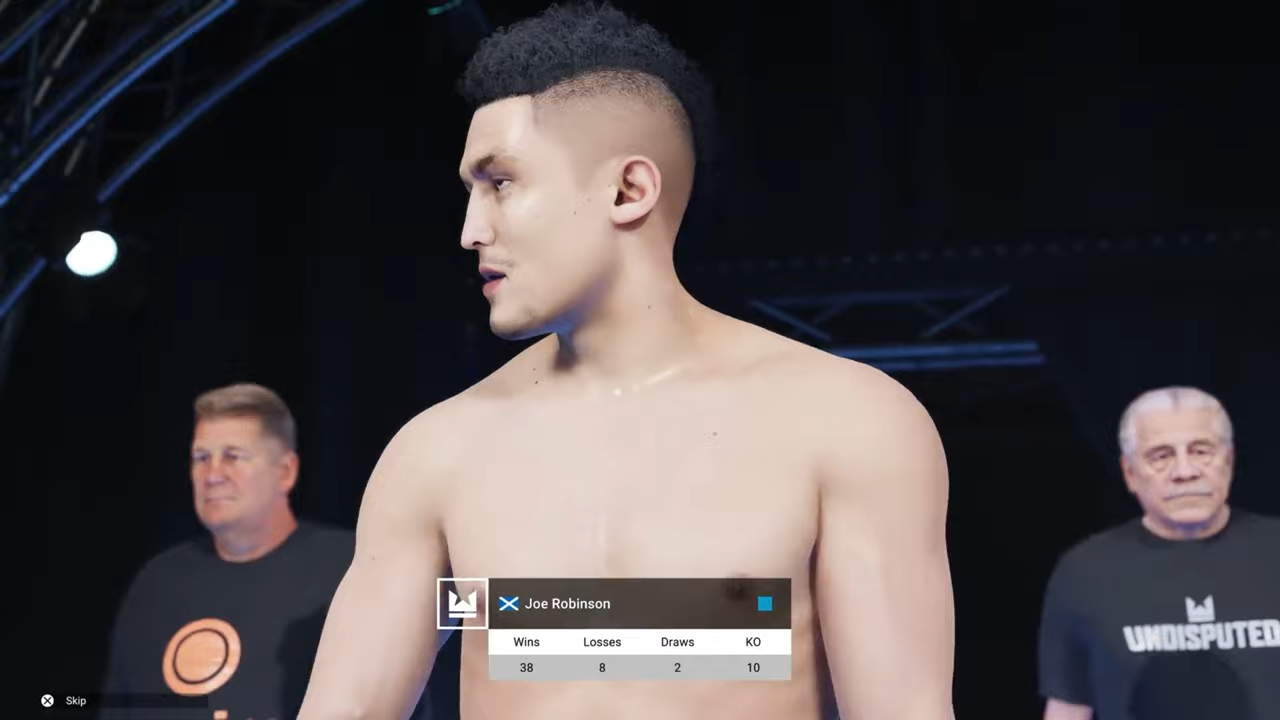 Joe Robinson
Wins Losses Draws KO
38 8 2 10
UNDISPUTED
Skip